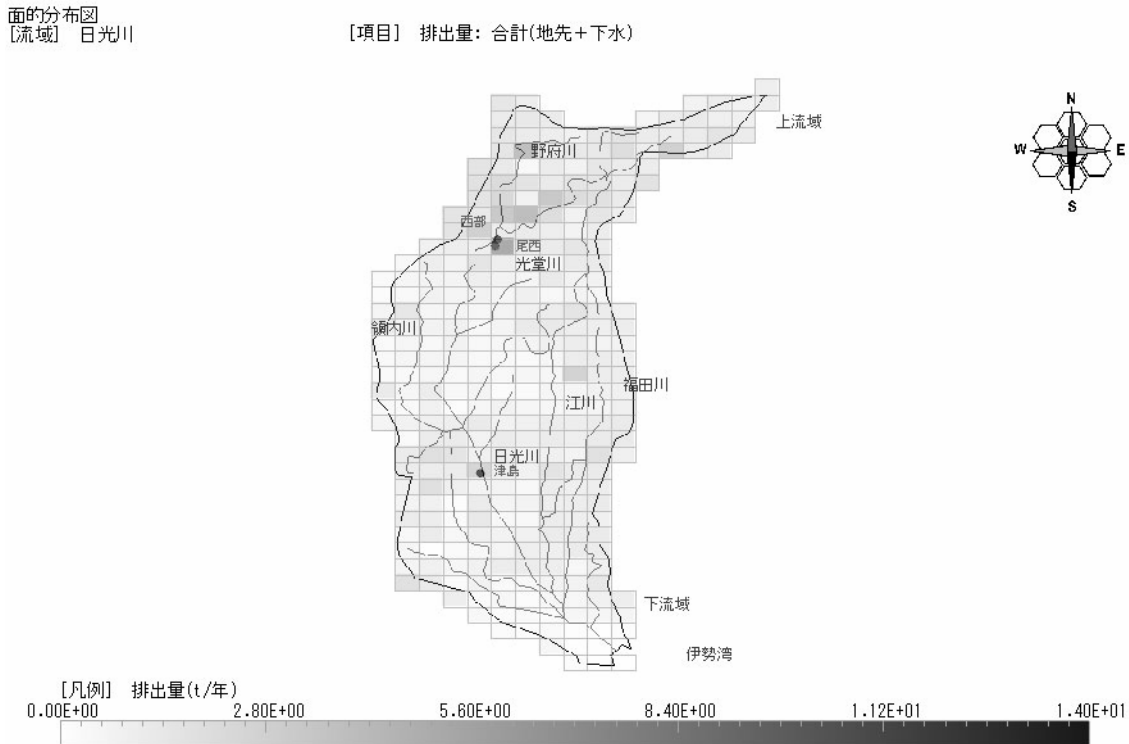 面的分布図
[流域] 日光川 [項目] 排出量: 合計(地先+下水)
上流域
N
W E
S
野府川
西部
尾西
光堂川
領内川
福田川
江川
日光川
津島
下流域
伊勢湾
[凡例] 排出量(t/年)
0.00E+00 2.80E+00 5.60E+00 8.40E+00 1.12E+01 1.40E+01